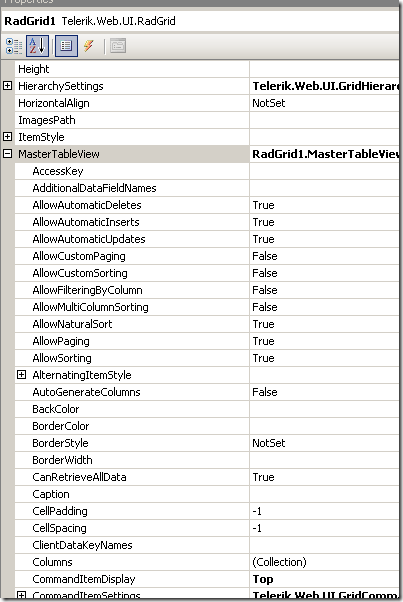 RadGrid1 Telerik.Web.UI.RadGrid
Height
HierarchySettings Telerik.Web.UI.GridHierar
HorizontalAlign NotSet
ImagesPath
ItemStyle
MasterTableView RadGrid1.MasterTableView
AccessKey
AdditionalDataFieldNames
AllowAutomaticDeletes True
AllowAutomaticInserts True
AllowAutomaticUpdates True
AllowCustomPaging False
AllowCustomSorting False
AllowFilteringByColumn False
AllowMultiColumnSorting False
AllowNaturalSort True
AllowPaging True
AllowSorting True
AlternatingItemStyle
AutoGenerateColumns False
BackColor
BorderColor
BorderStyle NotSet
BorderWidth
CanRetrieveAllData True
Caption
CellPadding -1
CellSpacing -1
ClientDataKeyNames
Columns (Collection)
CommandItemDisplay Top
CommandItemSettings Telerik.Web.UI.GridComm